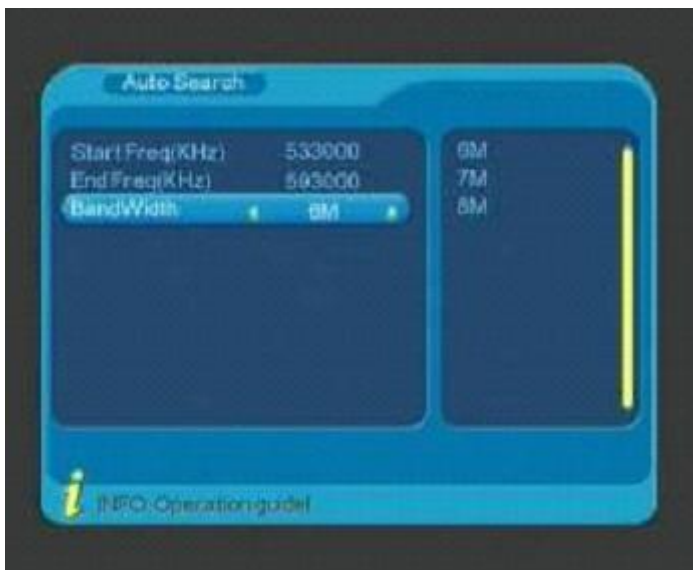 Auto Search
Start Freq(KHz) 533000
End Freq(KHz) 593000
BandWidth 6M
6M
7M
8M
INFO: Operation guide!